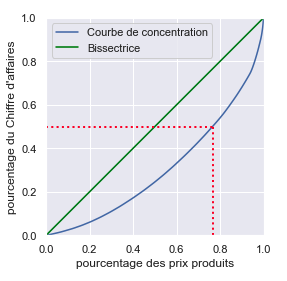 Courbe de concentration
Bissectrice
1.0
0.8
0.6
0.4
0.2
0.0
pourcentage du Chiffre d'affaires
0.0 0.2 0.4 0.6 0.8 1.0
pourcentage des prix produits